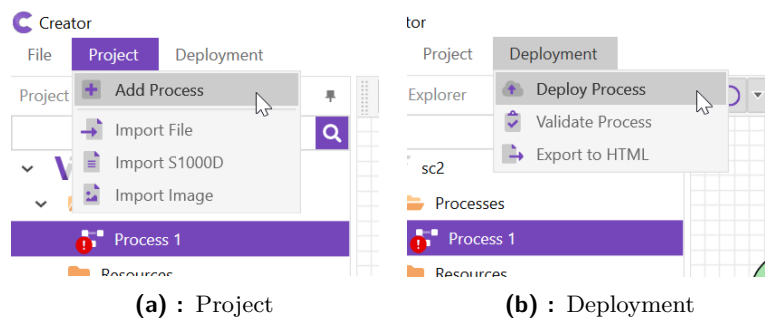 Creator
File Project Deployment
Add Process
Project
Import File
Import S1000D
Import Image
Process 1
Resources
(a) : Project
tor
Project Deployment
Deploy Process
Explorer
Validate Process
Export to HTML
sc2
Processes
Process 1
Resources
(b) : Deployment